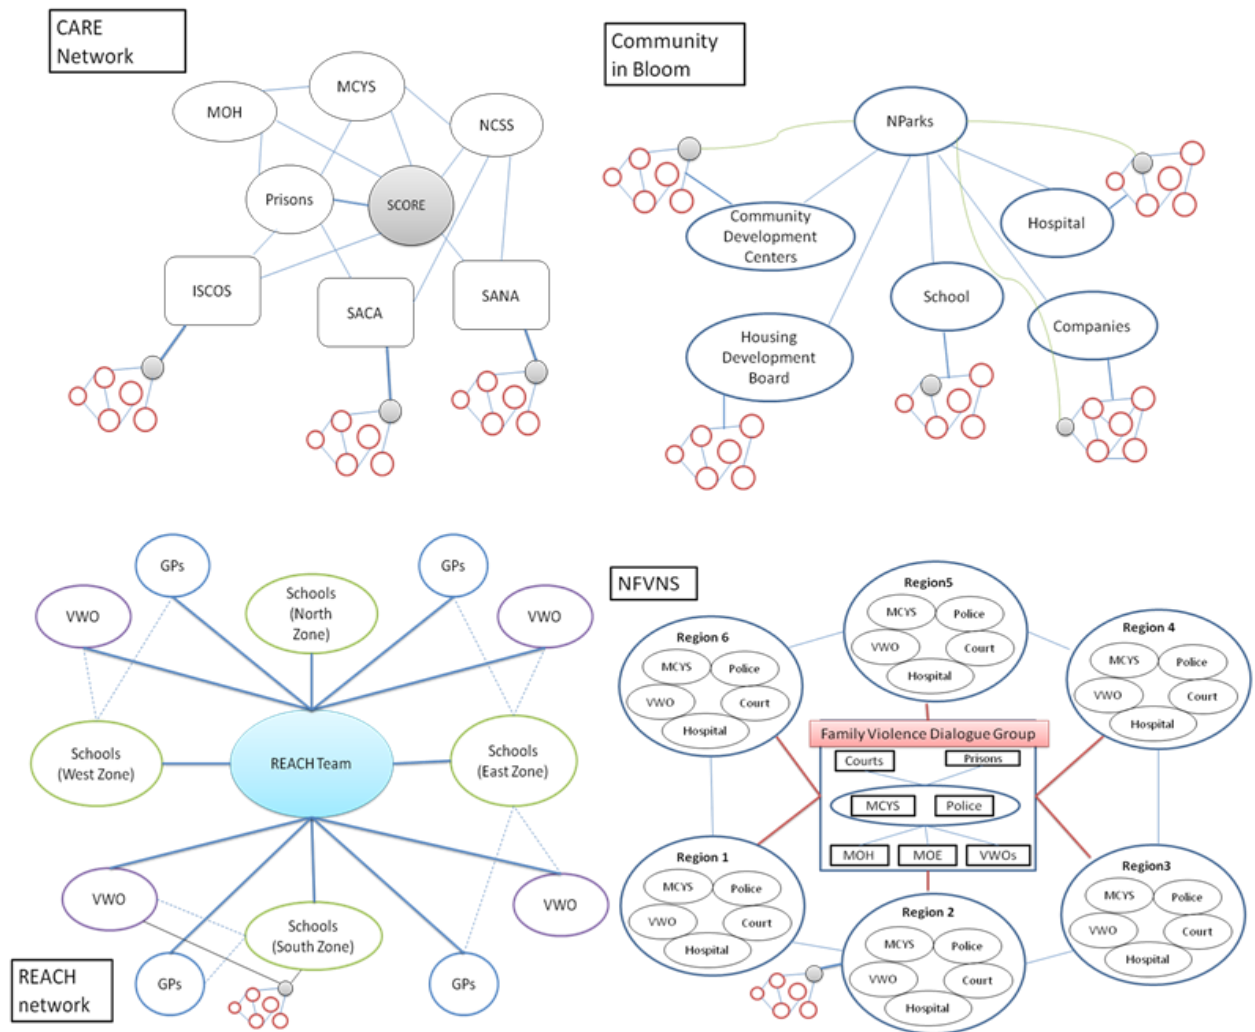 CARE
Network
MCYS
MOH
NCSS
Prisons
SCORE
ISCOS
SACA
SANA
Community
in Bloom
NParks
Community
Development
Centers
Hospital
School
Companies
Housing
Development
Board
GPs
GPs
VWO
Schools
(North
Zone)
VWO
Schools
(West Zone)
REACH Team
Schools
(East Zone)
VWO
VWO
Schools
(South Zone)
GPs
GPs
REACH
network
NFVNS
Region5
MCYS
Police
VWO
Court
Hospital
Region 6
MCYS
Police
VWO
Court
Hospital
Region 4
MCYS
Police
VWO
Court
Hospital
Family Violence Dialogue Group
Courts
Prisons
MCYS
Police
MOH
MOE
VWOs
Region 1
MCYS
Police
VWO
Court
Hospital
Region3
MCYS
Police
VWO
Court
Hospital
Region 2
MCYS
Police
VWO
Court
Hospital